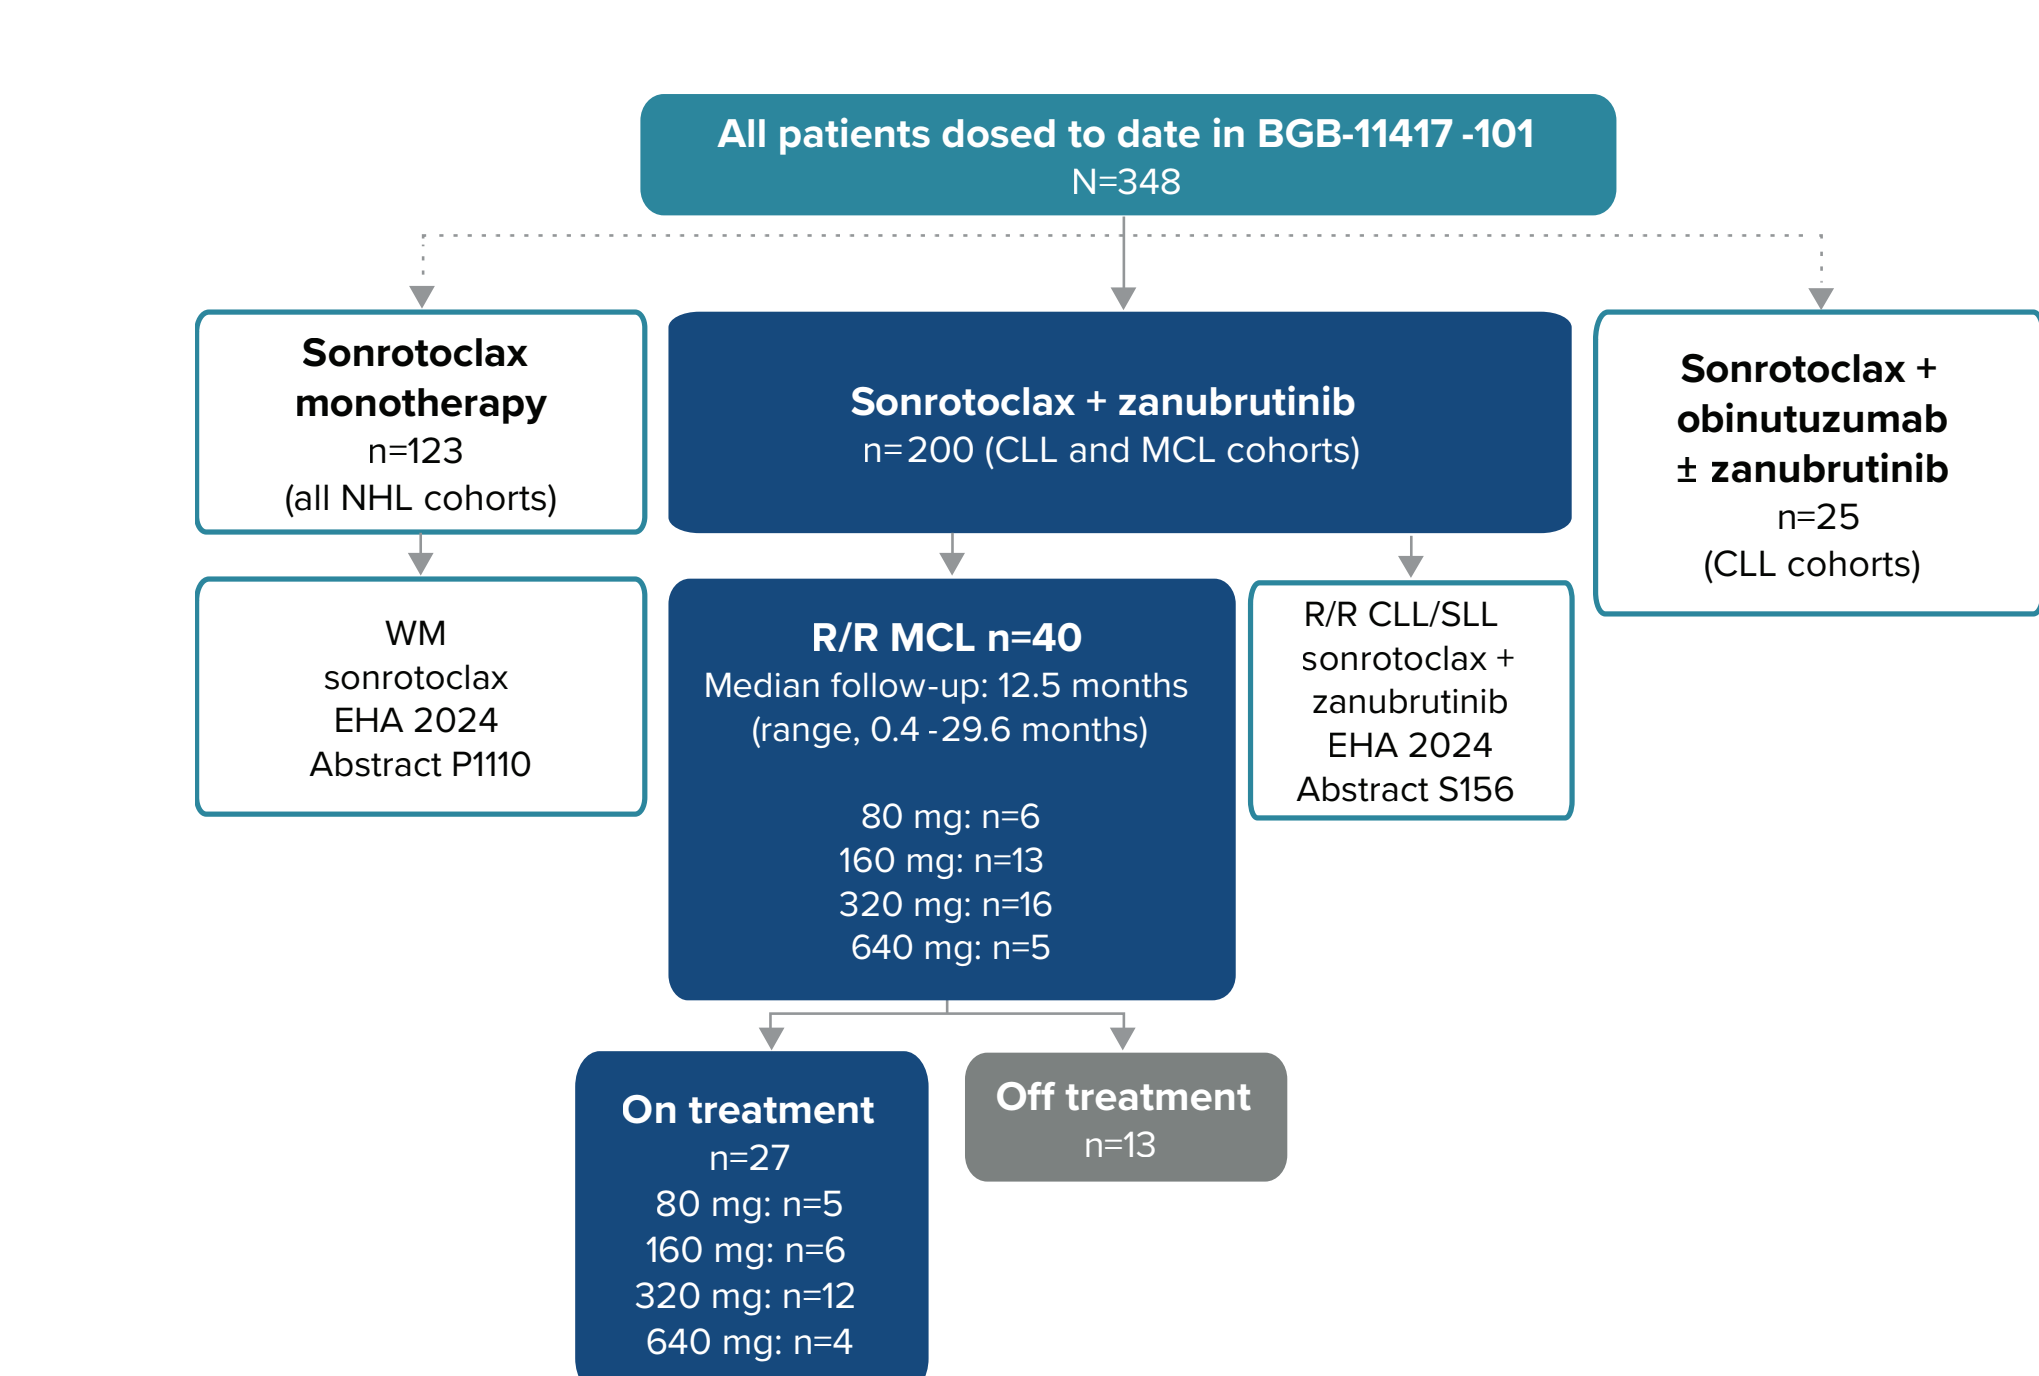 All patients dosed to date in BGB-11417 -101
N=348
Sonrotoclax
monotherapy
n=123
(all NHL cohorts)
Sonrotoclax + zanubrutinib
n=200 (CLL and MCL cohorts)
Sonrotoclax +
obinutuzumab
± zanubrutinib
n=25
(CLL cohorts)
WM
sonrotoclax
EHA 2024
Abstract P1110
R/R MCL n=40
Median follow-up: 12.5 months
(range, 0.4 -29.6 months)
80 mg: n=6
160 mg: n=13
320 mg: n=16
640 mg: n=5
R/R CLL/SLL
sonrotoclax +
zanubrutinib
EHA 2024
Abstract S156
On treatment
n=27
80 mg: n=5
160 mg: n=6
320 mg: n=12
640 mg: n=4
Off treatment
n=13